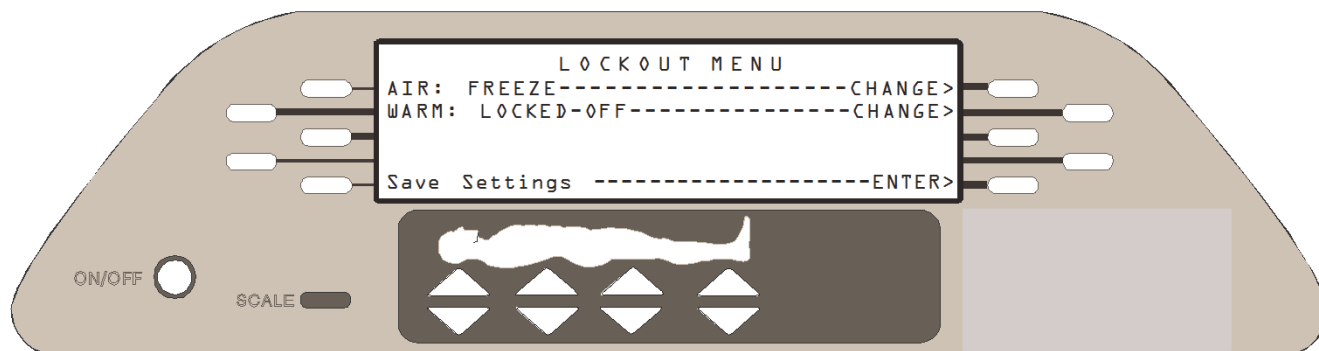 LOCKOUT MENU
AIR: FREEZE-------------------CHANGE>
WARM: LOCKED-OFF---------------CHANGE>
Save Settings -------------------ENTER>
ON/OFF
SCALE